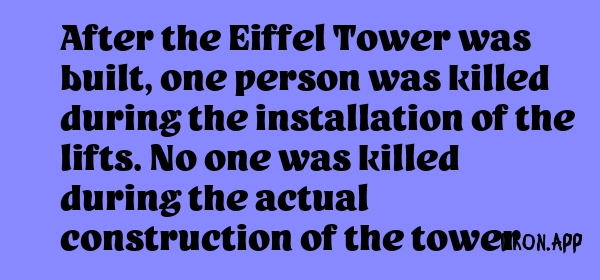 After the Eiffel Tower was
built, one person was killed
during the installation of the
lifts. No one was killed
during the actual
construction of the tower